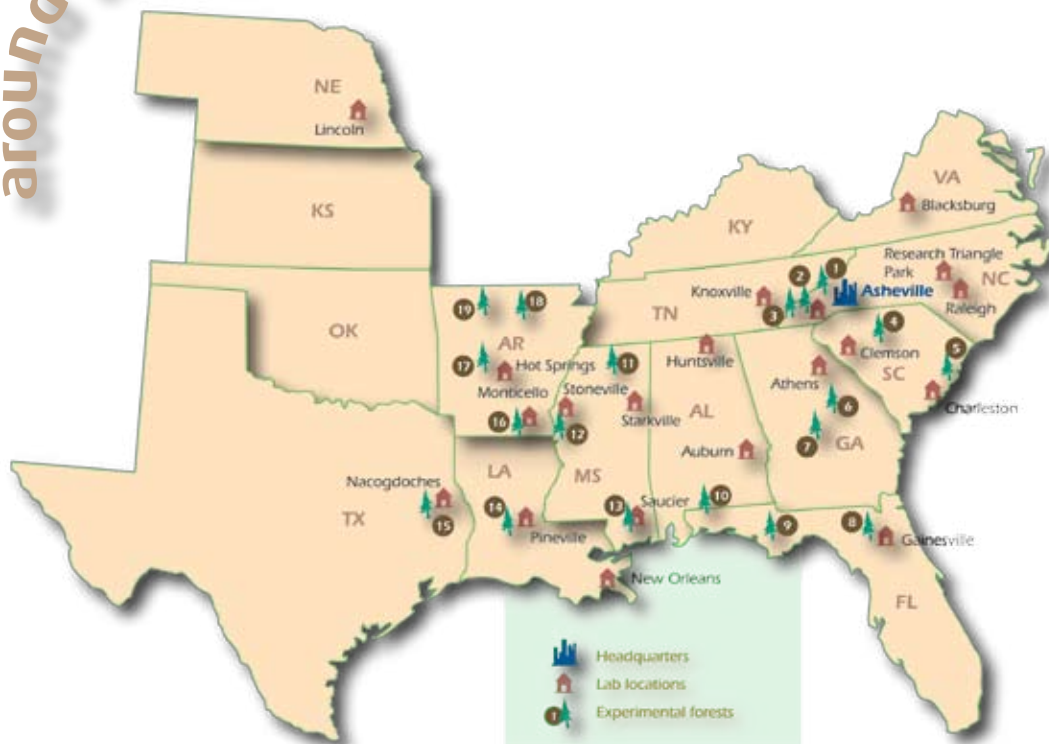 around
NE
Lincoln
KS
OK
TX
Nacogdoches
15
19
18
AR
17
Hot Springs
Monticello
16
LA
14
Pineville
New Orleans
11
Stoneville
Starkville
12
MS
13
Saucier
KY
TN
Knoxville
1
2
3
Huntsville
AL
Auburn
10
VA
Blacksburg
Research Triangle
Park
NC
Asheville
Raleigh
4
5
Clemson
SC
Charleston
Athens
6
7
GA
9
8
Gainesville
FL
Headquarters
Lab locations
1
Experimental forests